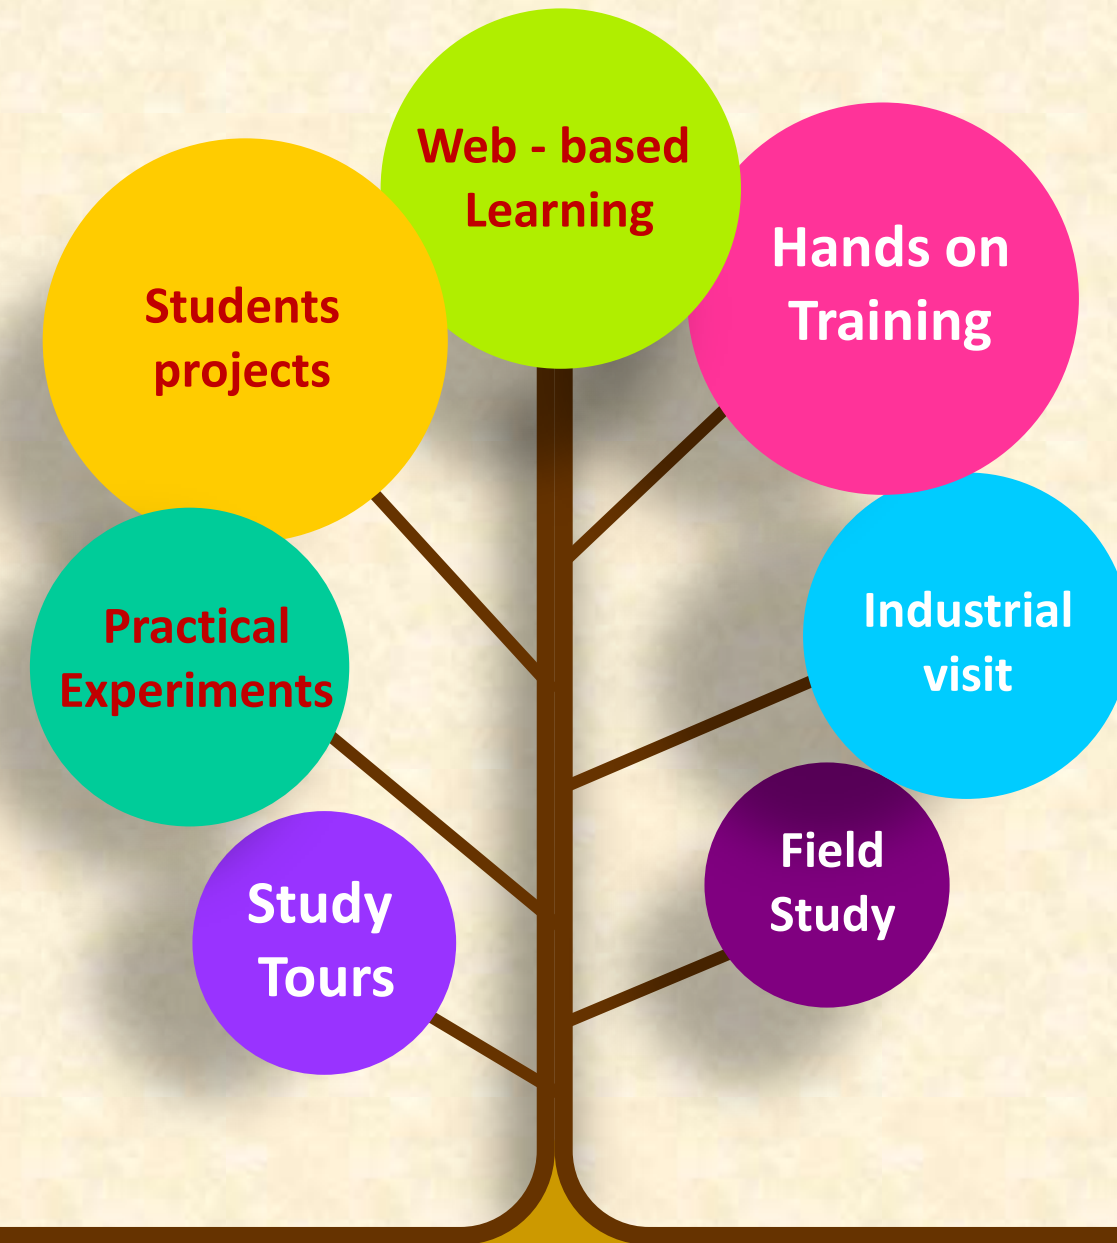 Web - based
Learning
Hands on
Training
Students
projects
Industrial
visit
Practical
Experiments
Field
Study
Study
Tours